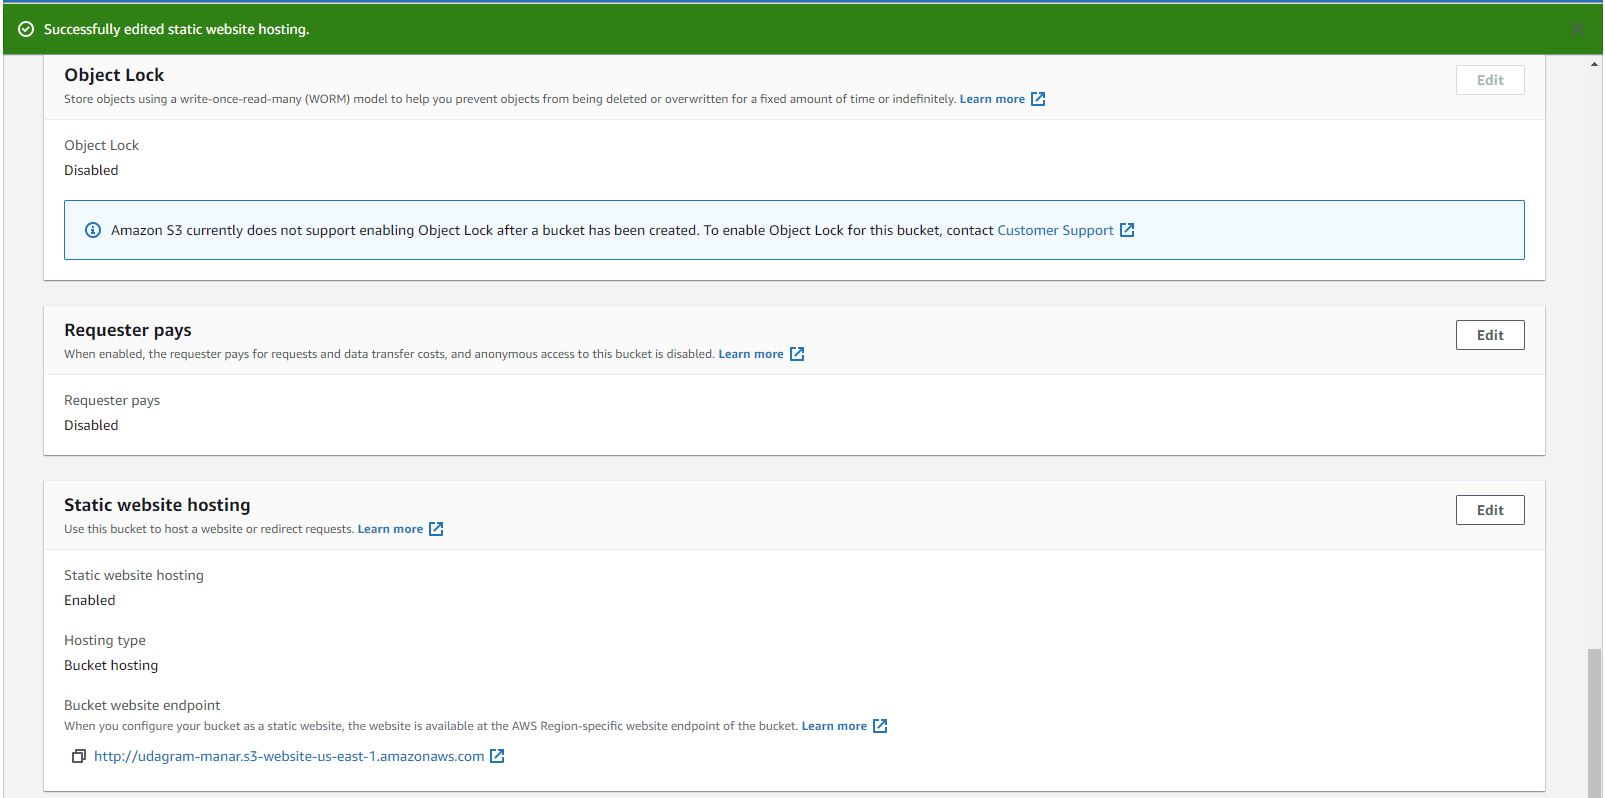 Successfully edited static website hosting.
Object Lock
Edit
Store objects using a write-once-read-many (WORM) model to help you prevent objects from being deleted or overwritten for a fixed amount of time or indefinitely. Learn more
Object Lock
Disabled
Amazon S3 currently does not support enabling Object Lock after a bucket has been created. To enable Object Lock for this bucket, contact Customer Support
Requester pays
Edit
When enabled, the requester pays for requests and data transfer costs, and anonymous access to this bucket is disabled. Learn more
Requester pays
Disabled
Static website hosting
Edit
Use this bucket to host a website or redirect requests. Learn more
Static website hosting
Enabled
Hosting type
Bucket hosting
Bucket website endpoint
When you configure your bucket as a static website, the website is available at the AWS Region-specific website endpoint of the bucket. Learn more
http://udagram-manar.s3-website-us-east-1.amazonaws.com